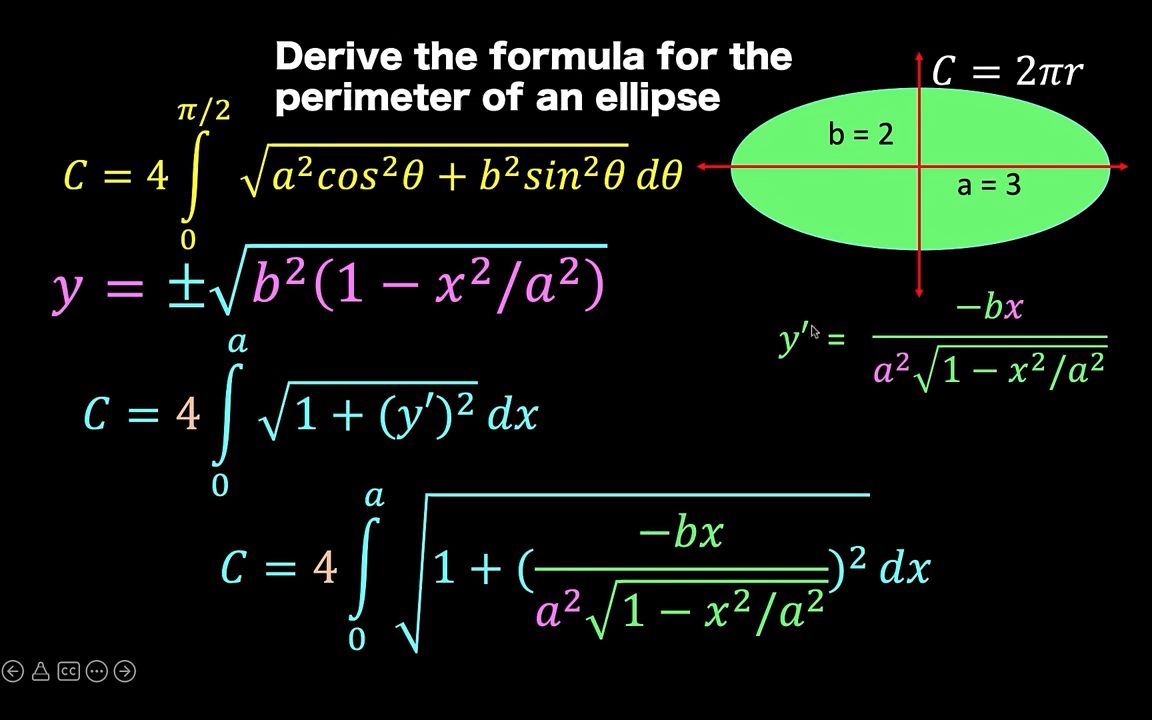 Derive the formula for the
perimeter of an ellipse
C = 2πr
b = 2
a = 3
C = 4 ∫₀^{π/2} √(a²cos²θ + b²sin²θ) dθ
y = ±√(b²(1 − x²/a²))
y′ = −bx / (a²√(1 − x²/a²))
C = 4 ∫₀^{a} √(1 + (y′)²) dx
C = 4 ∫₀^{a} √(1 + (−bx / (a²√(1 − x²/a²)))²) dx
CC